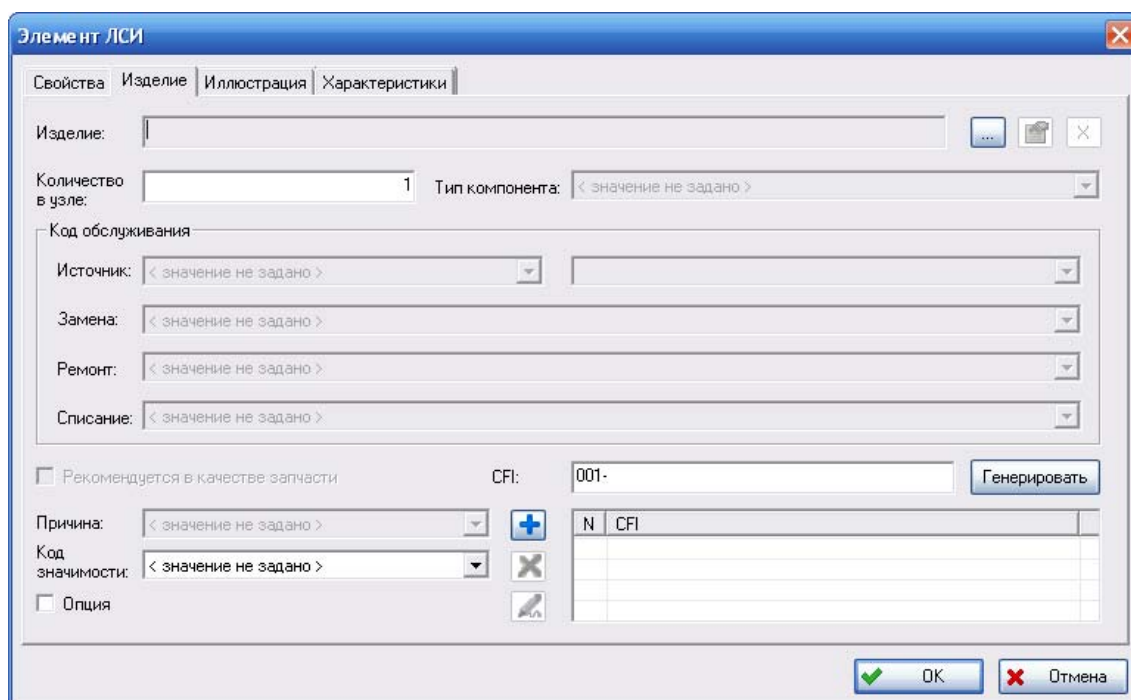 Элемент ЛСИ
Свойства Изделие Иллюстрация Характеристики
Изделие: ...
Количество в узле: 1 Тип компонента: < значение не задано >
Код обслуживания
Источник: < значение не задано >
Замена: < значение не задано >
Ремонт: < значение не задано >
Списание: < значение не задано >
Рекомендуется в качестве запчасти CFI: 001- Генерировать
Причина: < значение не задано > N CFI
Код значимости: < значение не задано >
Опция
OK Отмена